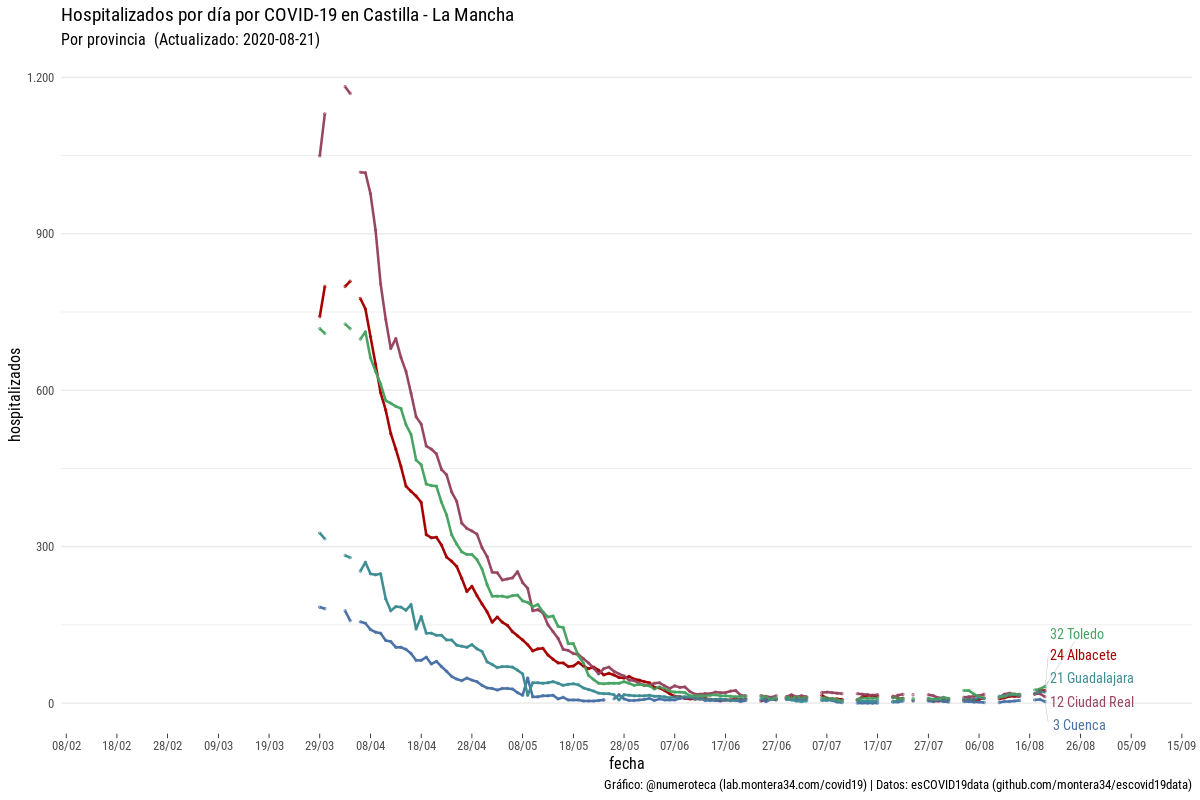 Hospitalizados por día por COVID-19 en Castilla - La Mancha
Por provincia  (Actualizado: 2020-08-21)
hospitalizados
1.200
900
600
300
0
32 Toledo
24 Albacete
21 Guadalajara
12 Ciudad Real
3 Cuenca
08/02 18/02 28/02 09/03 19/03 29/03 08/04 18/04 28/04 08/05 18/05 28/05 07/06 17/06 27/06 07/07 17/07 27/07 06/08 16/08 26/08 05/09 15/09
fecha
Gráfico: @numeroteca (lab.montera34.com/covid19) | Datos: esCOVID19data (github.com/montera34/escovid19data)